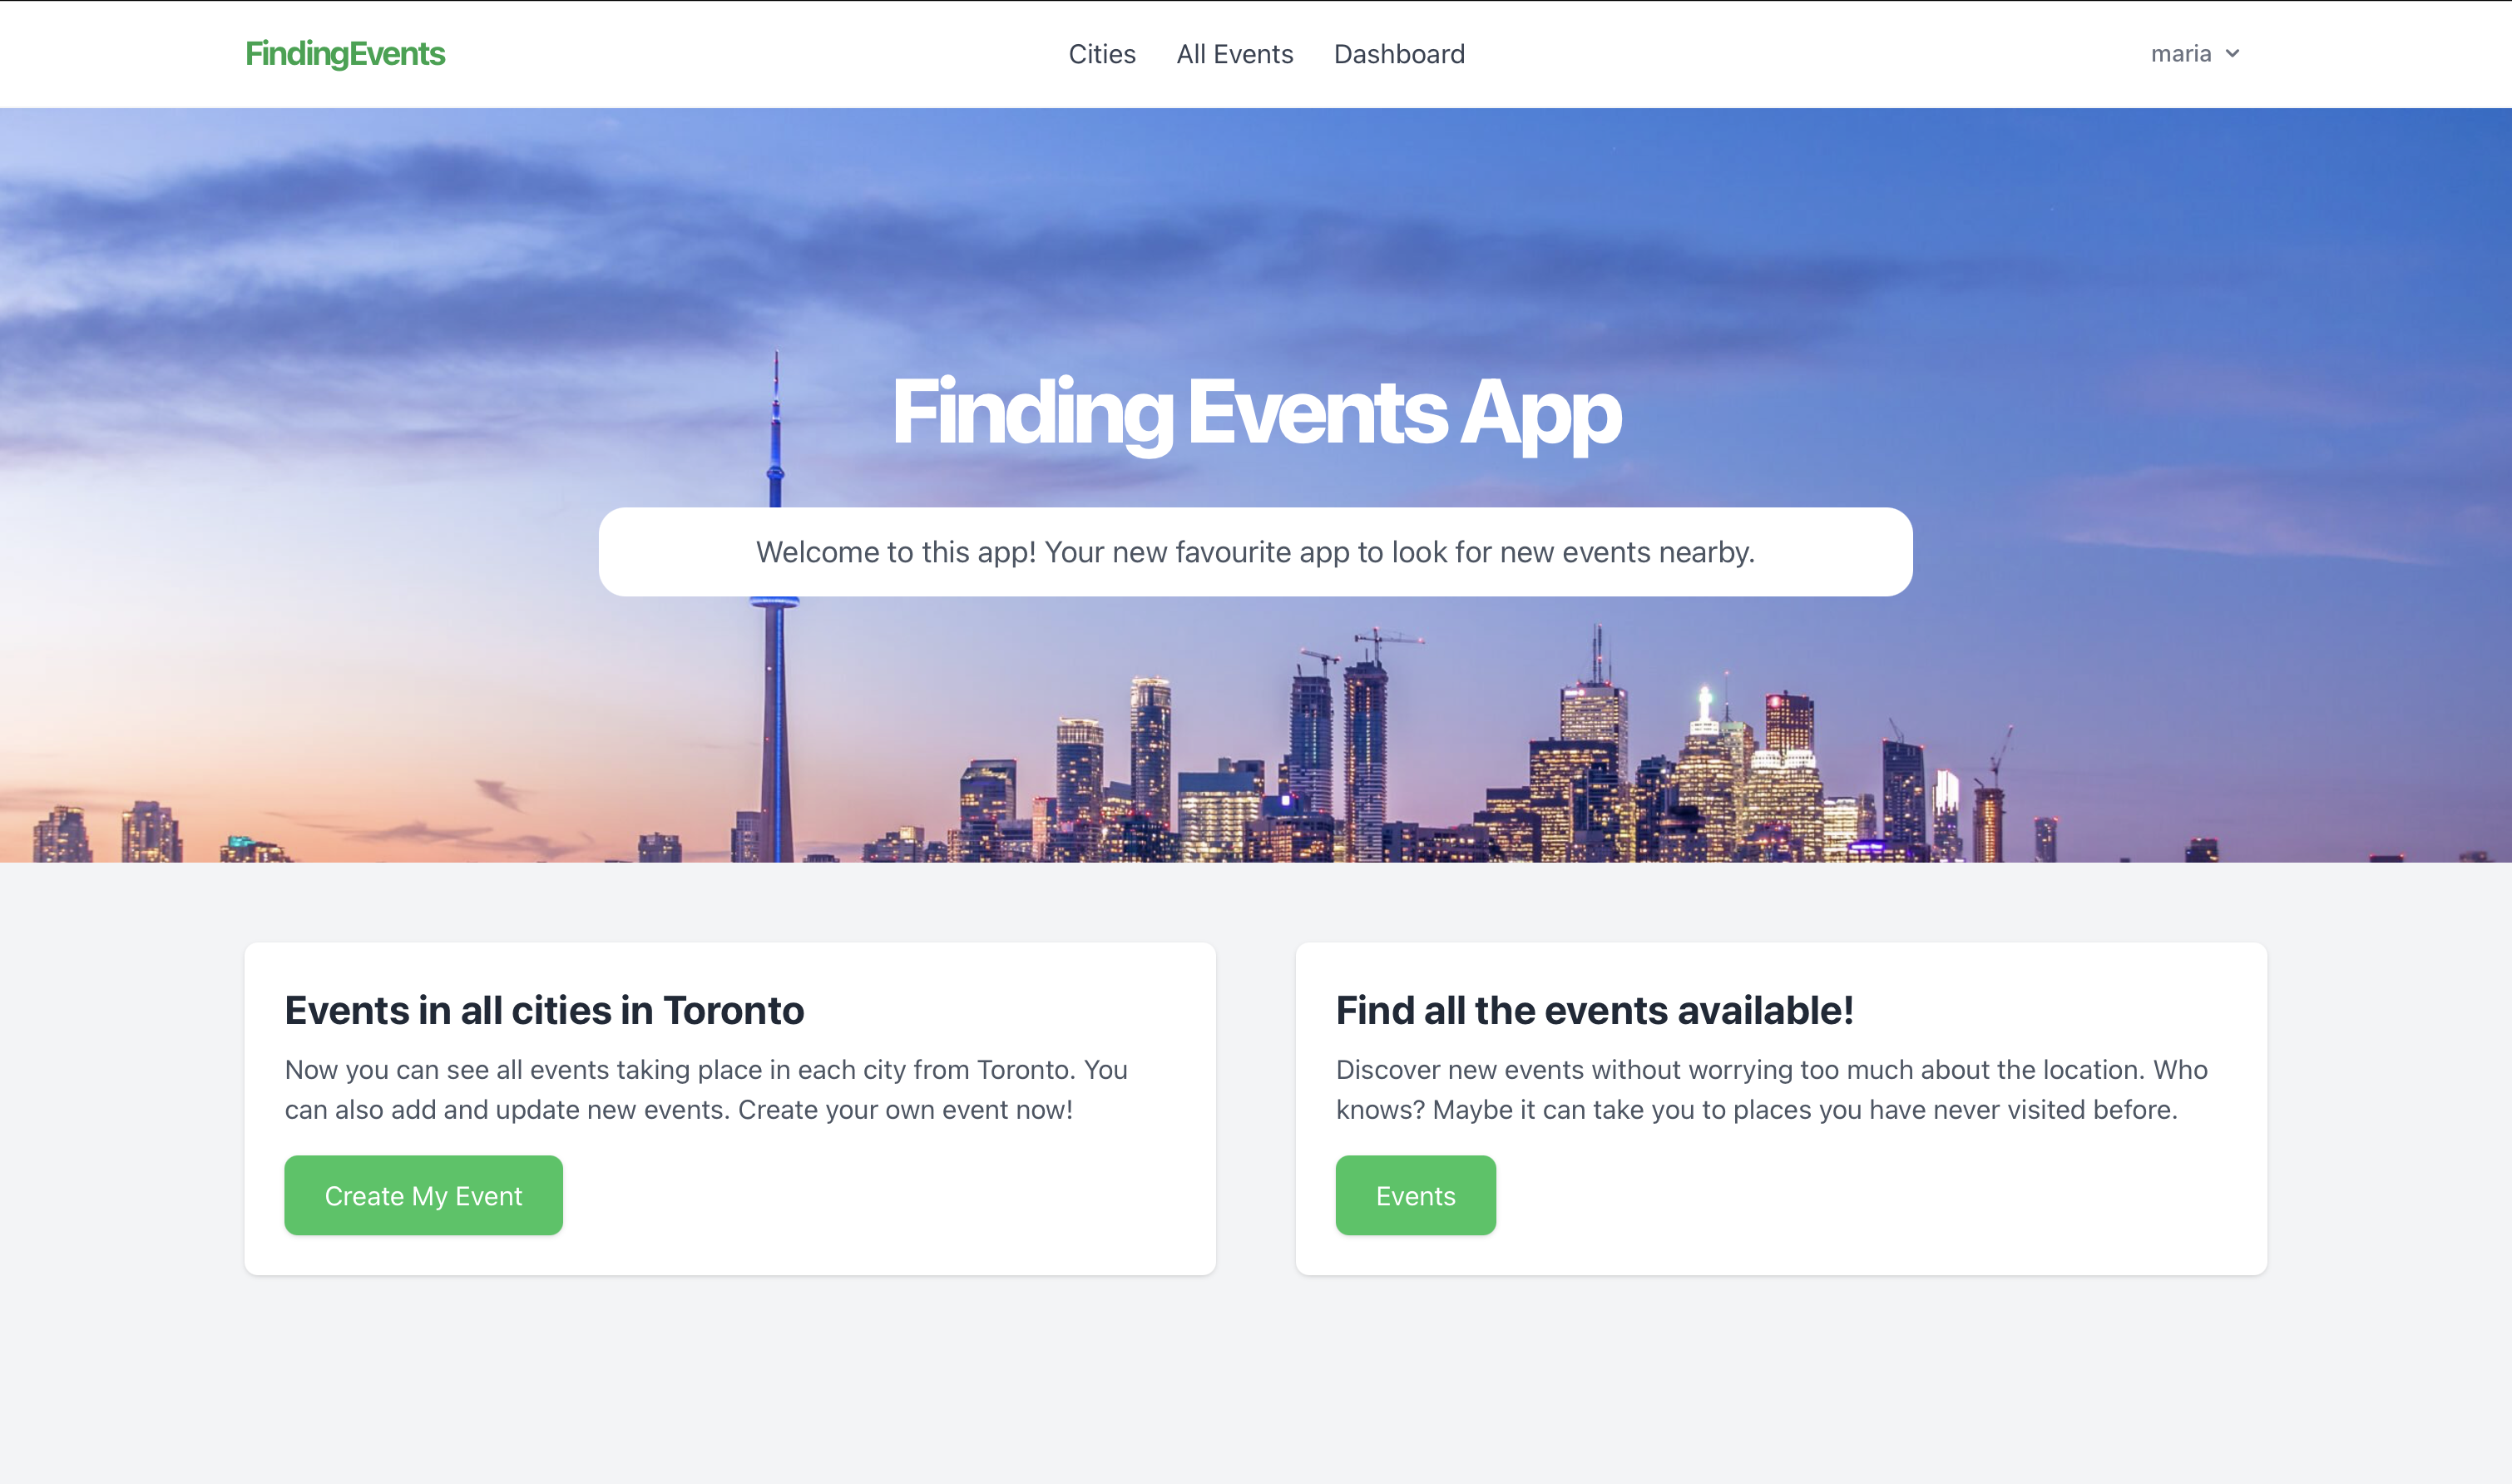 FindingEvents
Cities
All Events
Dashboard
maria
Finding Events App
Welcome to this app! Your new favourite app to look for new events nearby.
Events in all cities in Toronto
Now you can see all events taking place in each city from Toronto. You
can also add and update new events. Create your own event now!
Create My Event
Find all the events available!
Discover new events without worrying too much about the location. Who
knows? Maybe it can take you to places you have never visited before.
Events